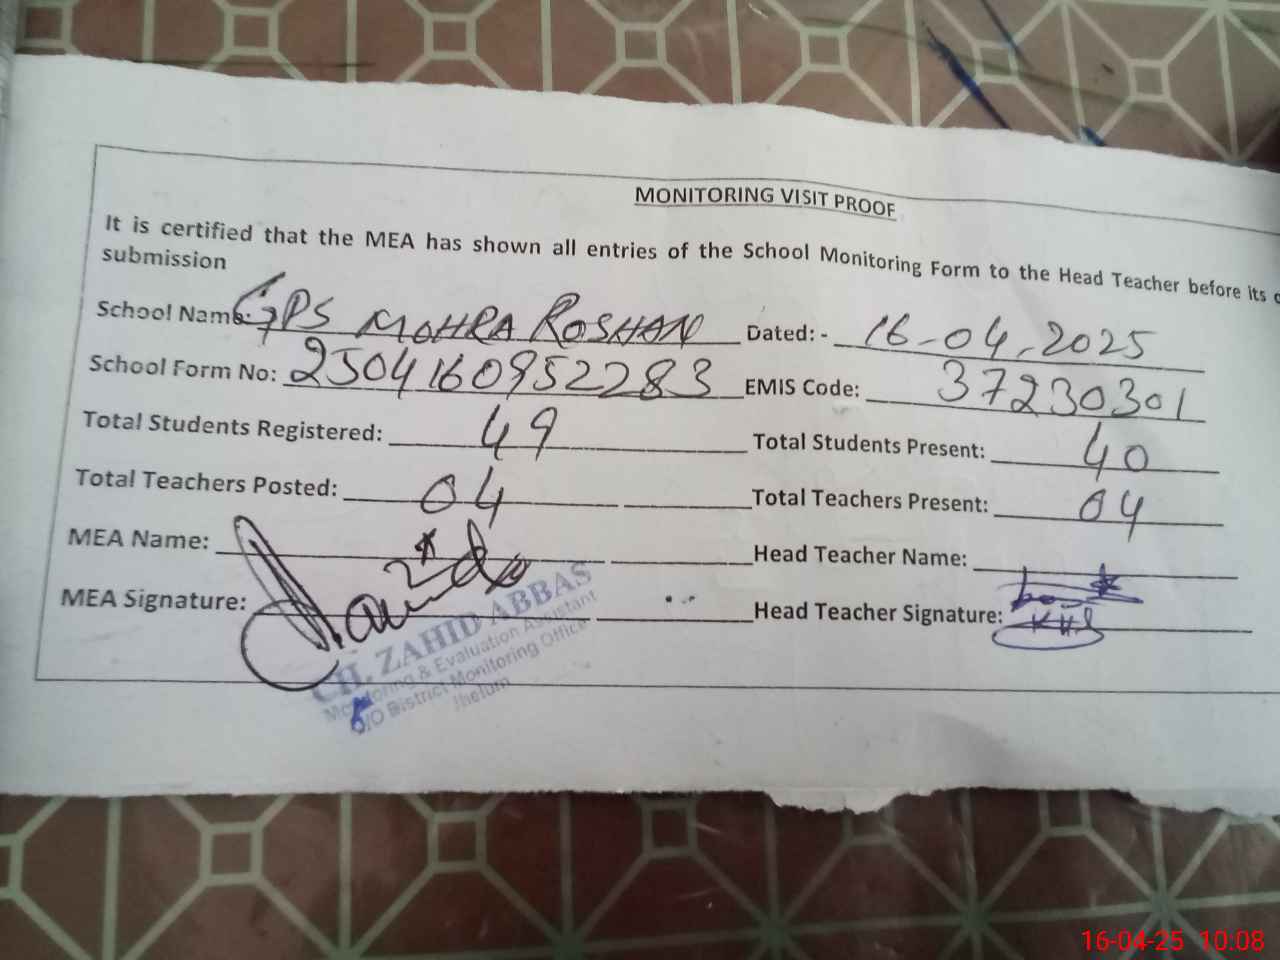 MONITORING VISIT PROOF
It is certified that the MEA has shown all entries of the School Monitoring Form to the Head Teacher before its
submission
School Name: GPS MOHRA ROSHAN Dated: - 16-04-2025
School Form No: 2504160952283 EMIS Code: 37230301
Total Students Registered: 49 Total Students Present: 40
Total Teachers Posted: 04 Total Teachers Present: 04
MEA Name: Head Teacher Name:
MEA Signature: Head Teacher Signature:
CH. ZAHID ABBAS
Monitoring & Evaluation Assistant
O/O District Monitoring Office
Jhelum
16-04-25 10:08